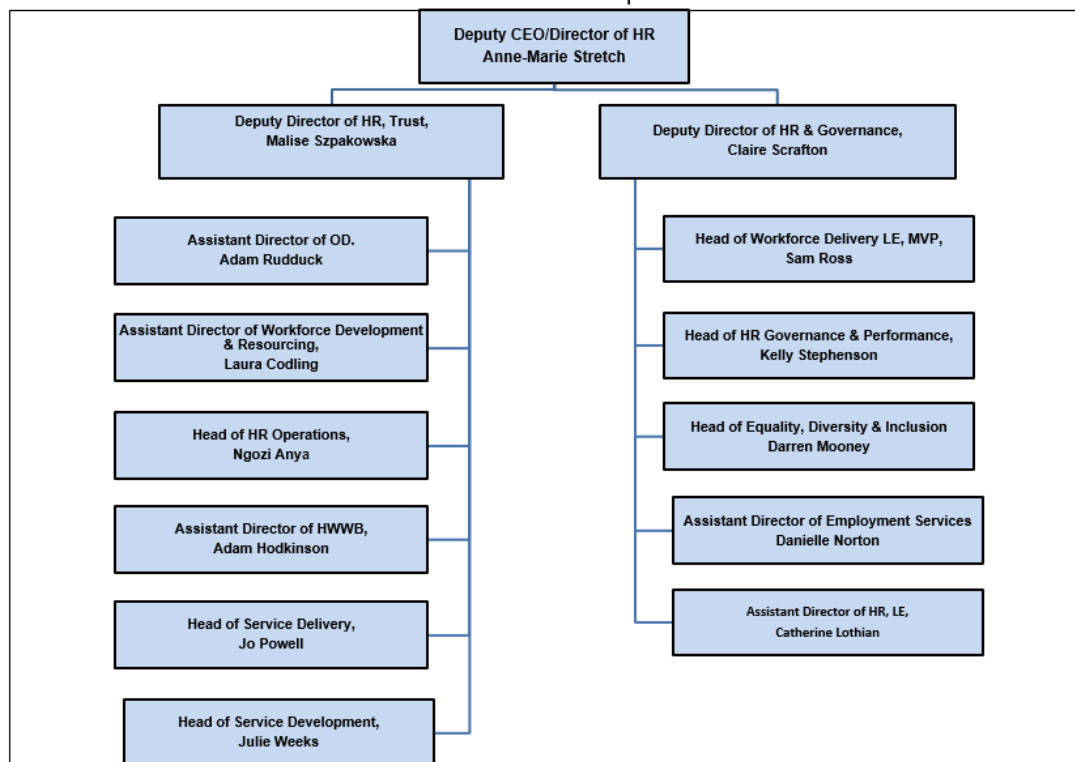 Deputy CEO/Director of HR
Anne-Marie Stretch
Deputy Director of HR, Trust,
Malise Szpakowska
Deputy Director of HR & Governance,
Claire Scrafton
Assistant Director of OD.
Adam Rudduck
Assistant Director of Workforce Development
& Resourcing,
Laura Codling
Head of HR Operations,
Ngozi Anya
Assistant Director of HWWB,
Adam Hodkinson
Head of Service Delivery,
Jo Powell
Head of Service Development,
Julie Weeks
Head of Workforce Delivery LE, MVP,
Sam Ross
Head of HR Governance & Performance,
Kelly Stephenson
Head of Equality, Diversity & Inclusion
Darren Mooney
Assistant Director of Employment Services
Danielle Norton
Assistant Director of HR, LE,
Catherine Lothian